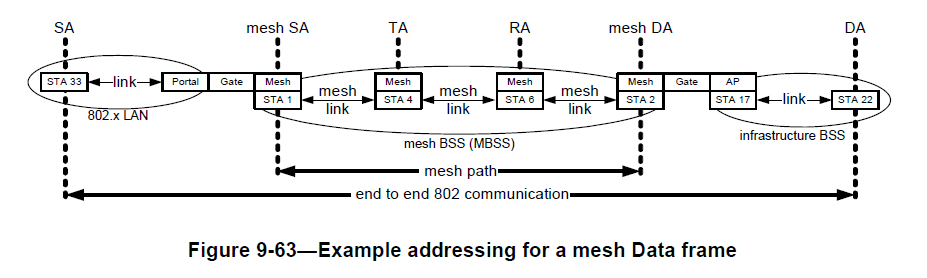 SA mesh SA TA RA mesh DA DA
STA 33 link Portal Gate Mesh Mesh Mesh Mesh Gate AP
STA 1 mesh link STA 4 mesh link STA 6 mesh link STA 2 STA 17 link STA 22
802.x LAN
mesh BSS (MBSS)
infrastructure BSS
mesh path
end to end 802 communication
Figure 9-63—Example addressing for a mesh Data frame